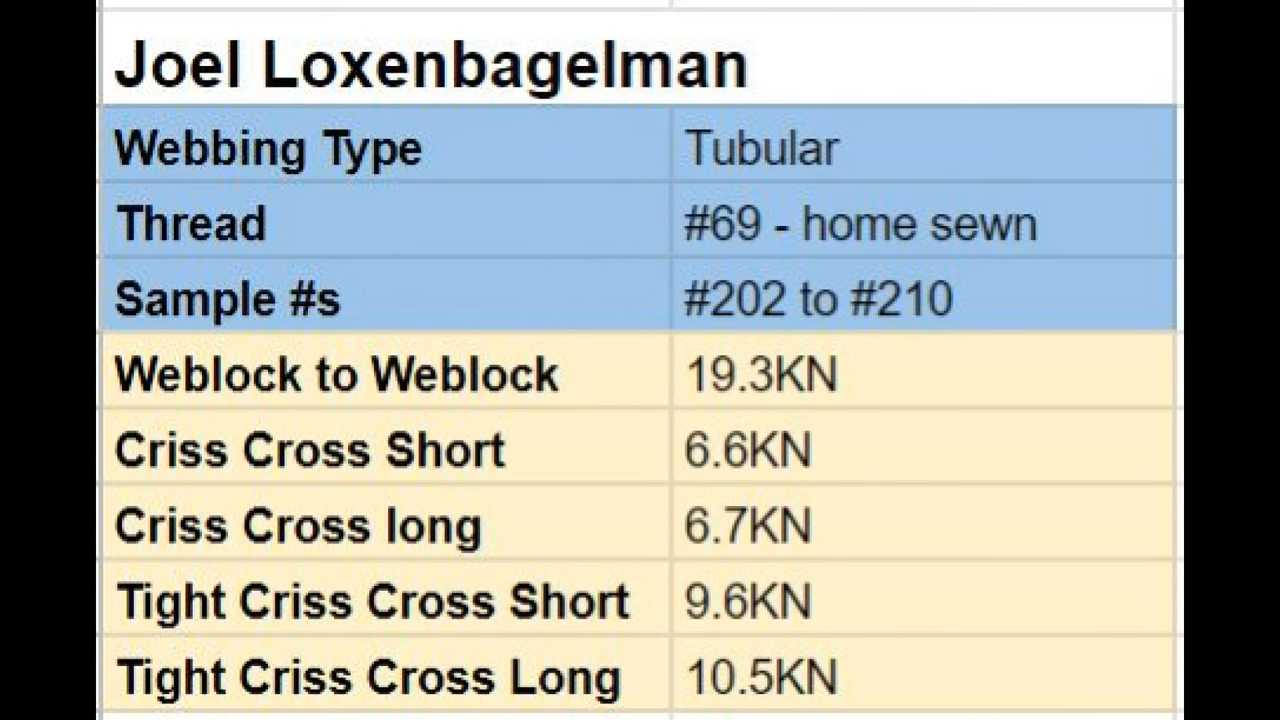 Joel Loxenbagelman
Webbing Type Tubular
Thread #69 - home sewn
Sample #s #202 to #210
Weblock to Weblock 19.3KN
Criss Cross Short 6.6KN
Criss Cross long 6.7KN
Tight Criss Cross Short 9.6KN
Tight Criss Cross Long 10.5KN